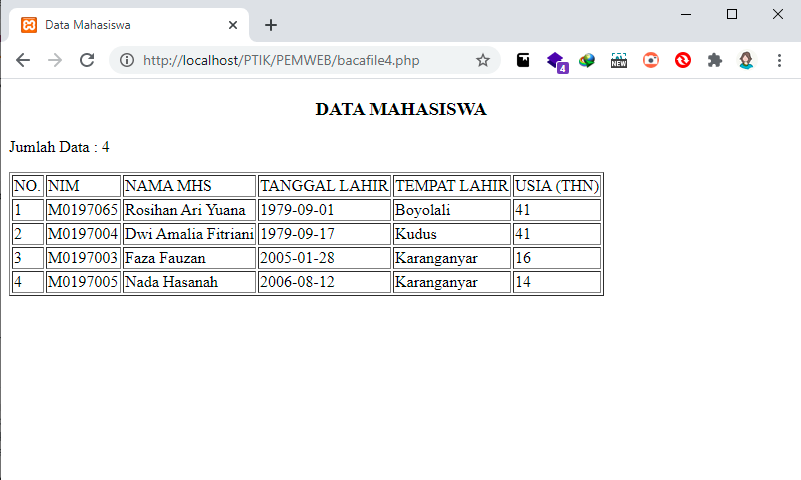 Data Mahasiswa
http://localhost/PTIK/PEMWEB/bacafile4.php
4
NEW
DATA MAHASISWA
Jumlah Data : 4
NO. NIM NAMA MHS TANGGAL LAHIR TEMPAT LAHIR USIA (THN)
1 M0197065 Rosihan Ari Yuana 1979-09-01 Boyolali 41
2 M0197004 Dwi Amalia Fitriani 1979-09-17 Kudus 41
3 M0197003 Faza Fauzan 2005-01-28 Karanganyar 16
4 M0197005 Nada Hasanah 2006-08-12 Karanganyar 14